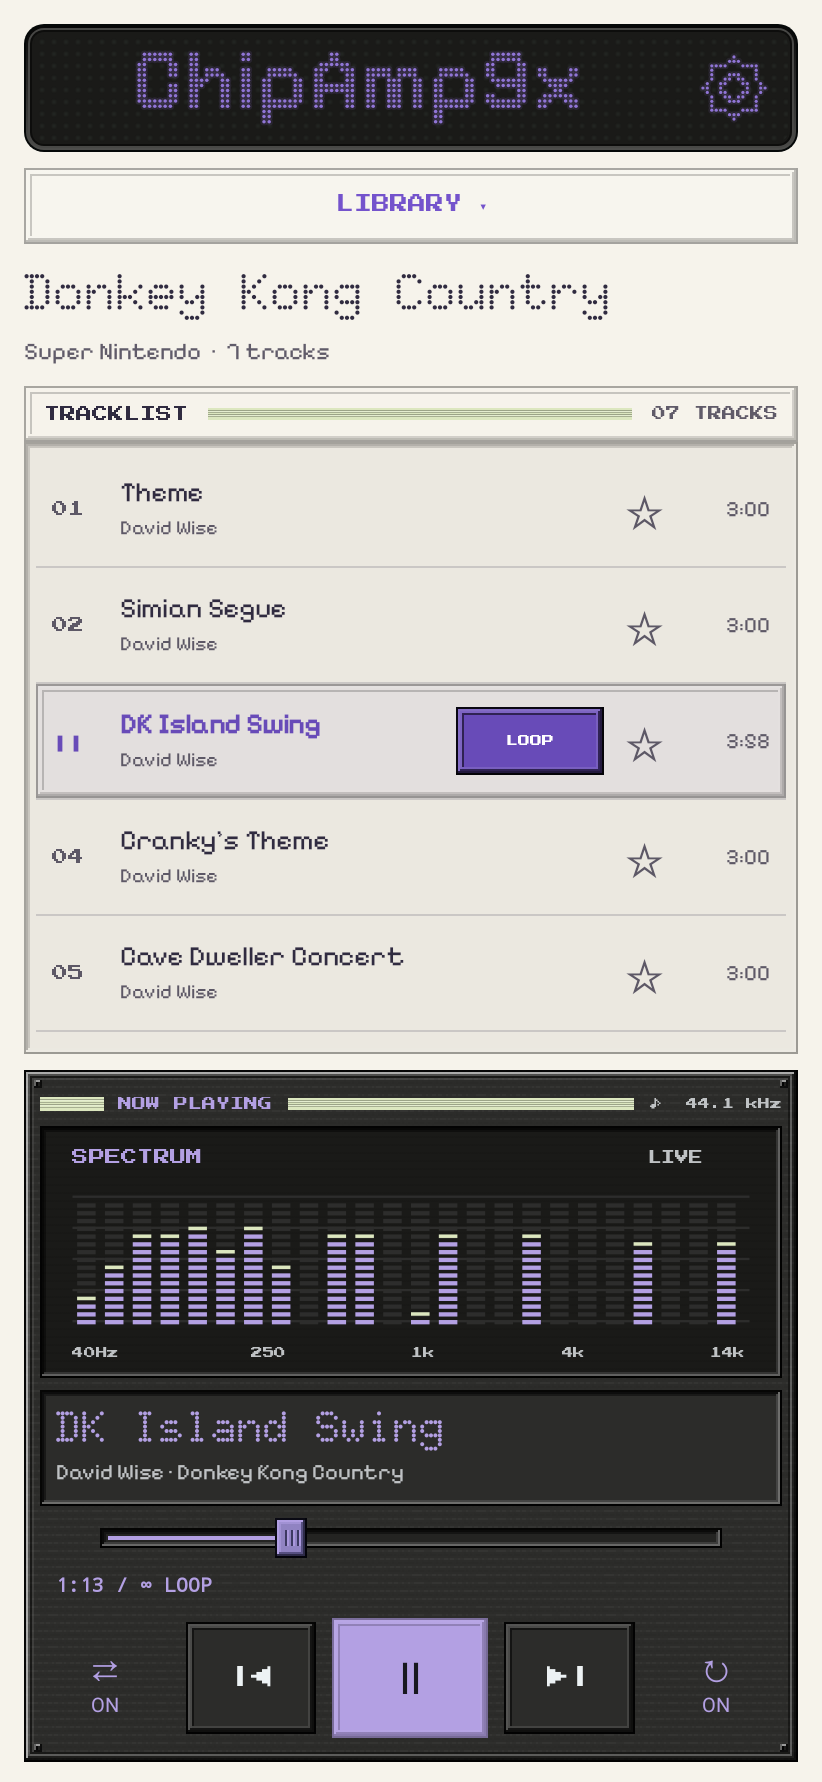 ChipAmp9x
LIBRARY ▾
Donkey Kong Country
Super Nintendo · 7 tracks
TRACKLIST 07 TRACKS
01 Theme 3:00
David Wise
02 Simian Segue 3:00
David Wise
DK Island Swing LOOP 3:28
David Wise
04 Cranky's Theme 3:00
David Wise
05 Cave Dweller Concert 3:00
David Wise
NOW PLAYING ♪ 44.1 kHz
SPECTRUM LIVE
40Hz 250 1k 4k 14k
DK Island Swing
David Wise · Donkey Kong Country
1:13 / ∞ LOOP
ON ON